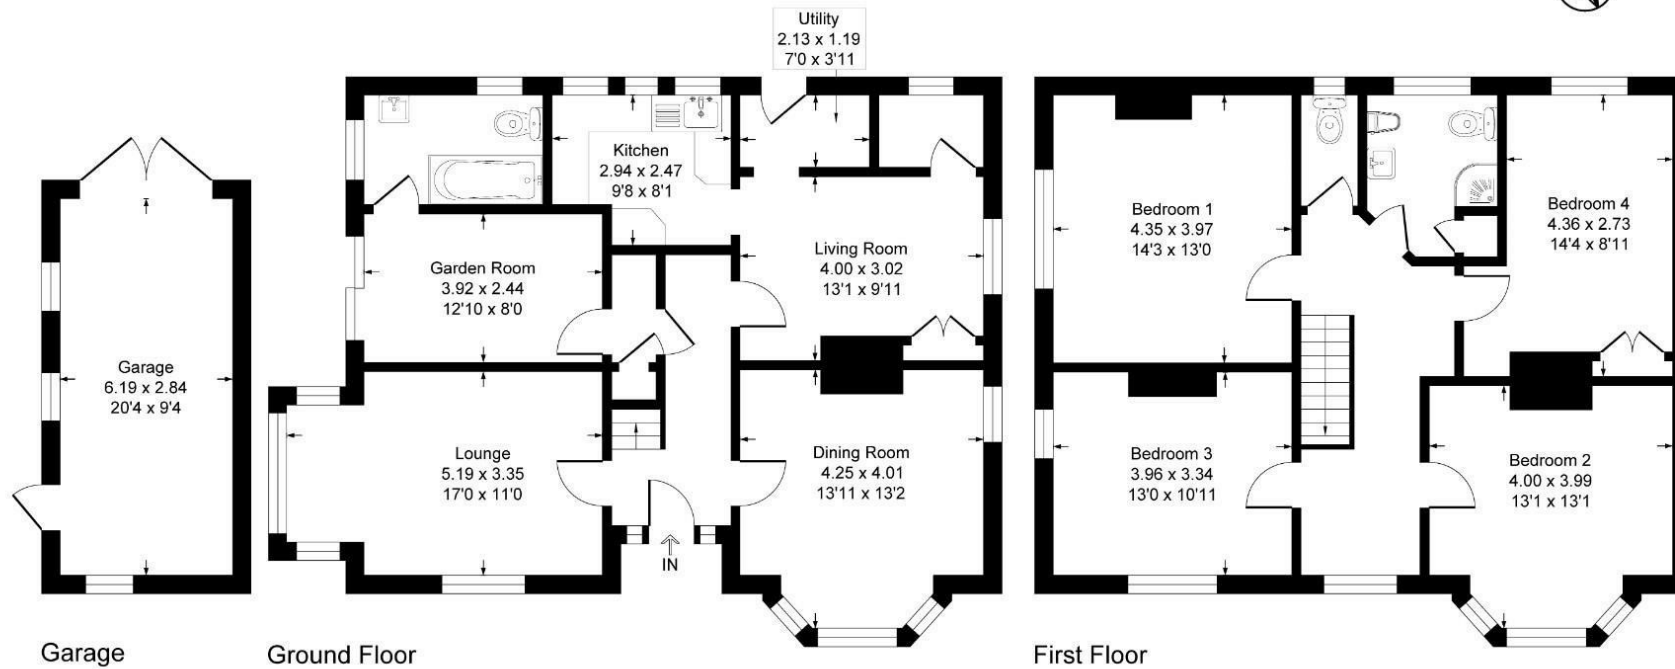 Utility
2.13 x 1.19
7'0 x 3'11
Kitchen
2.94 x 2.47
9'8 x 8'1
Garden Room
3.92 x 2.44
12'10 x 8'0
Living Room
4.00 x 3.02
13'1 x 9'11
Garage
6.19 x 2.84
20'4 x 9'4
Lounge
5.19 x 3.35
17'0 x 11'0
Dining Room
4.25 x 4.01
13'11 x 13'2
IN
Bedroom 1
4.35 x 3.97
14'3 x 13'0
Bedroom 4
4.36 x 2.73
14'4 x 8'11
Bedroom 3
3.96 x 3.34
13'0 x 10'11
Bedroom 2
4.00 x 3.99
13'1 x 13'1
Garage
Ground Floor
First Floor